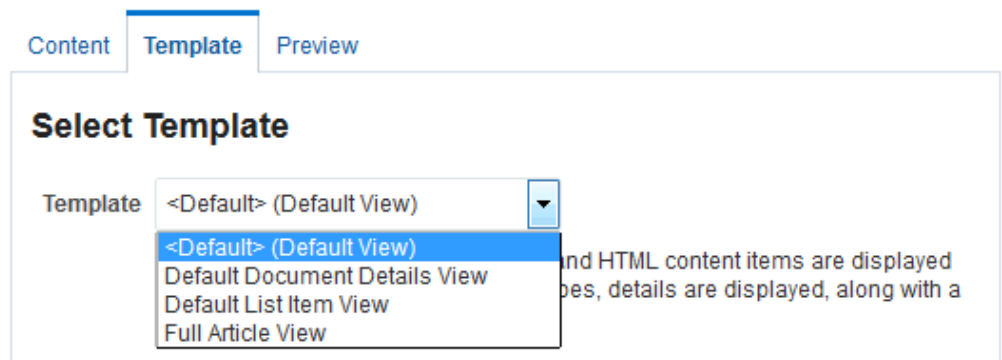 Content Template Preview
Select Template
Template <Default> (Default View)
<Default> (Default View)
Default Document Details View
Default List Item View
Full Article View
and HTML content items are displayed
details are displayed, along with a